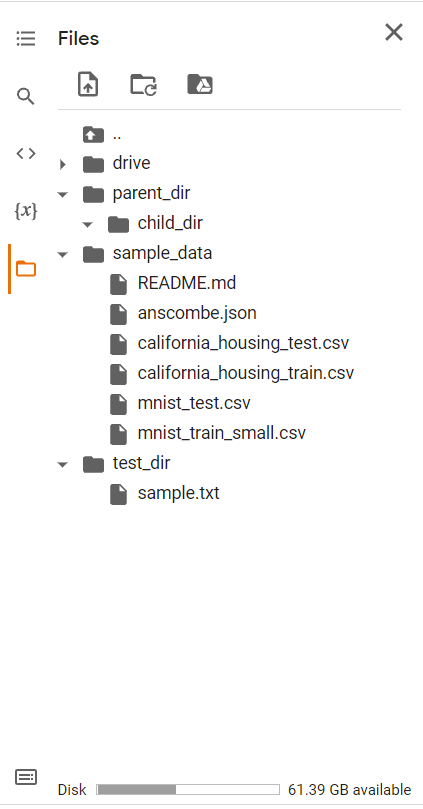 Files
..
drive
parent_dir
child_dir
sample_data
README.md
anscombe.json
california_housing_test.csv
california_housing_train.csv
mnist_test.csv
mnist_train_small.csv
test_dir
sample.txt
{x}
Disk 61.39 GB available